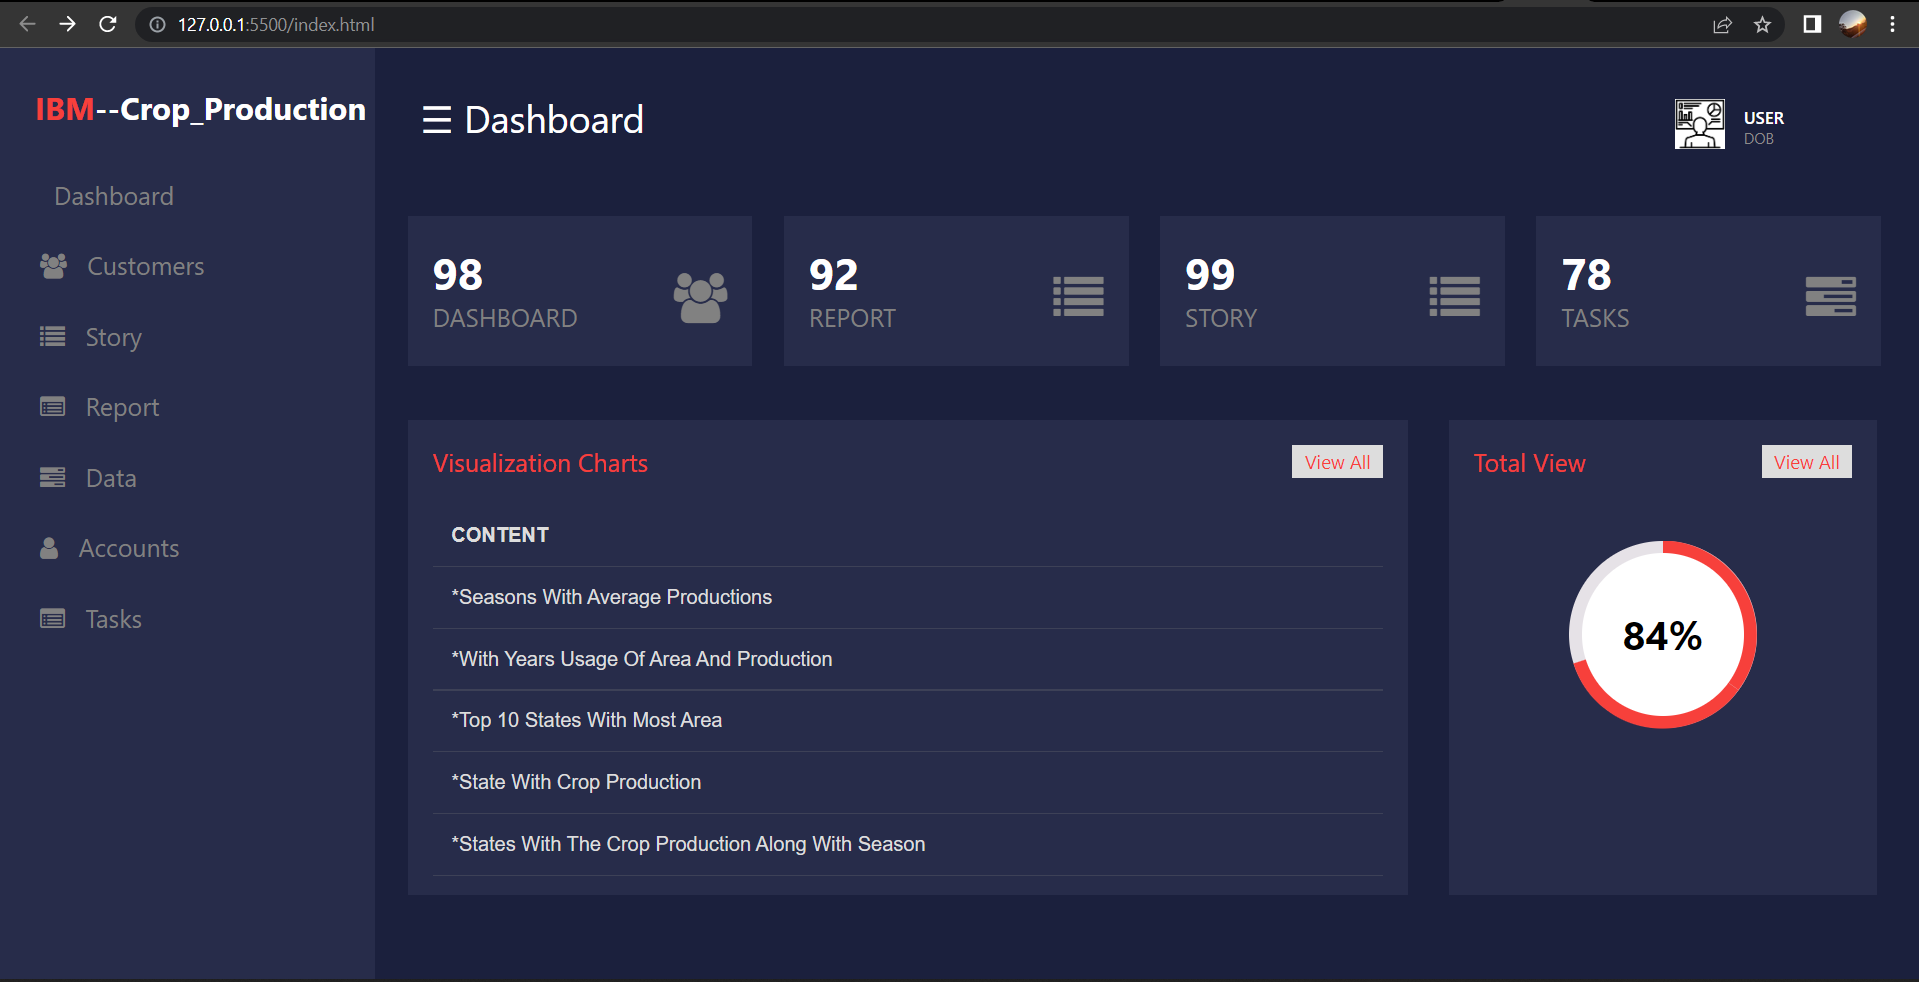 127.0.0.1:5500/index.html
IBM--Crop_Production
Dashboard
Customers
Story
Report
Data
Accounts
Tasks
☰ Dashboard
USER
DOB
98
DASHBOARD
92
REPORT
99
STORY
78
TASKS
Visualization Charts
View All
CONTENT
*Seasons With Average Productions
*With Years Usage Of Area And Production
*Top 10 States With Most Area
*State With Crop Production
*States With The Crop Production Along With Season
Total View
View All
84%